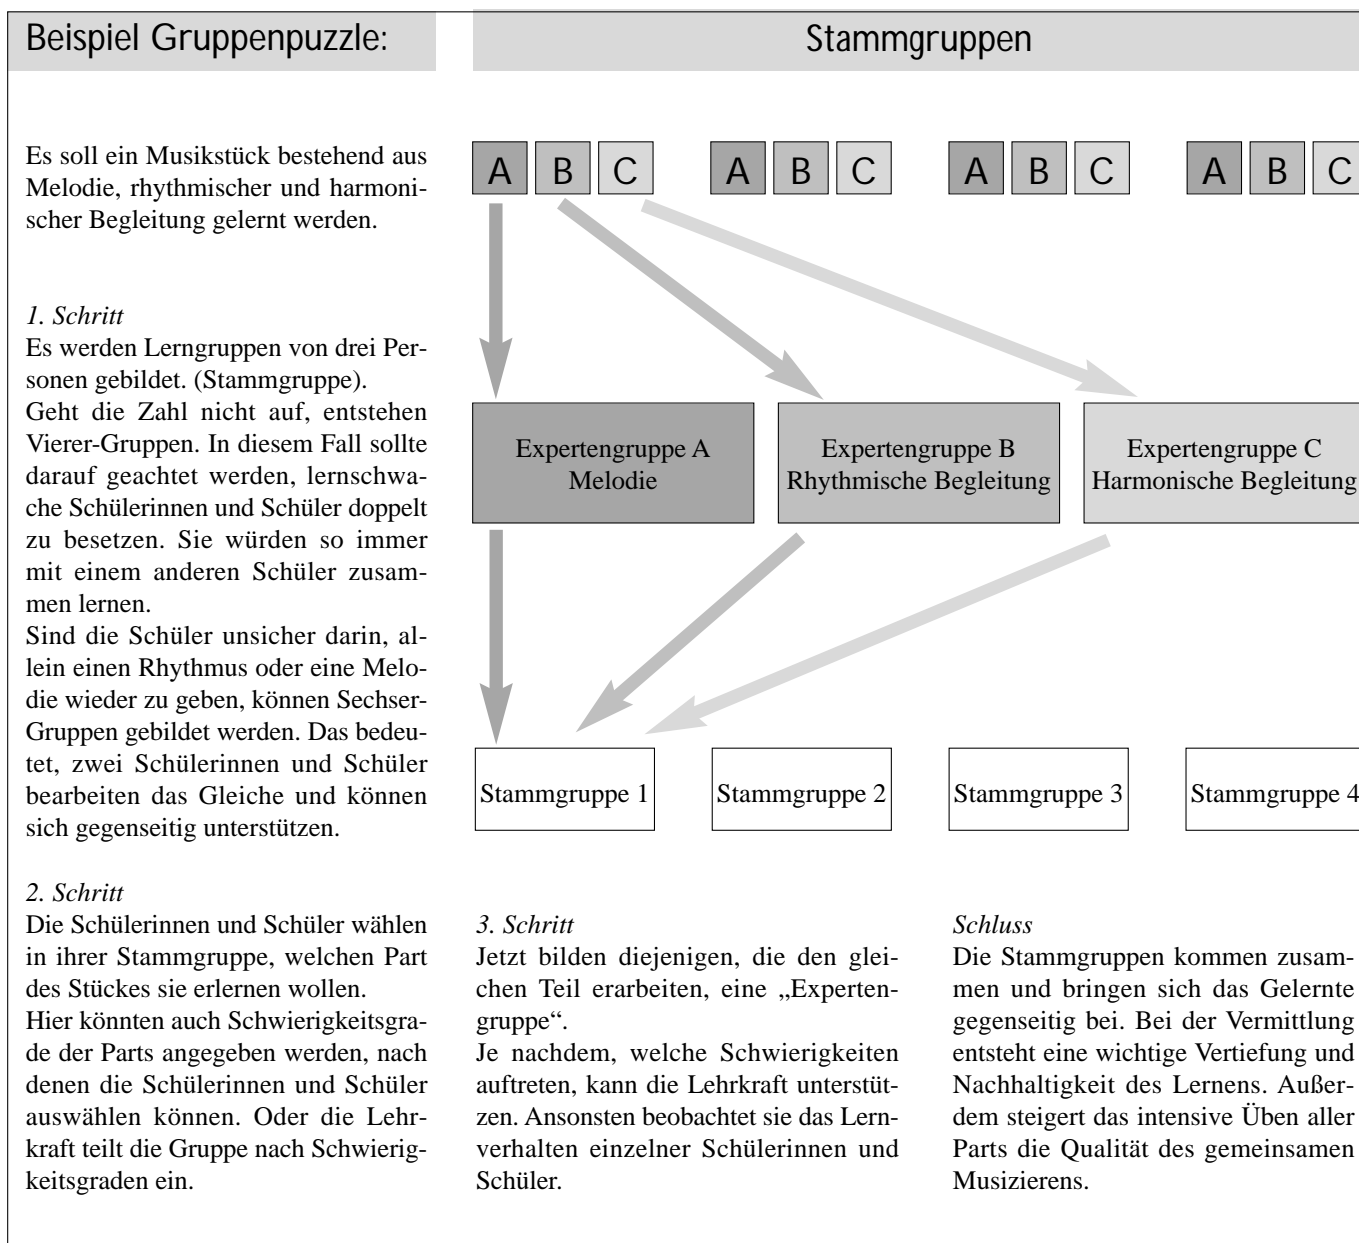 Beispiel Gruppenpuzzle:
Stammgruppen
Es soll ein Musikstück bestehend aus
Melodie, rhythmischer und harmoni-
scher Begleitung gelernt werden.
1. Schritt
Es werden Lerngruppen von drei Per-
sonen gebildet. (Stammgruppe).
Geht die Zahl nicht auf, entstehen
Vierer-Gruppen. In diesem Fall sollte
darauf geachtet werden, lernschwa-
che Schülerinnen und Schüler doppelt
zu besetzen. Sie würden so immer
mit einem anderen Schüler zusam-
men lernen.
Sind die Schüler unsicher darin, al-
lein einen Rhythmus oder eine Melo-
die wieder zu geben, können Sechser-
Gruppen gebildet werden. Das bedeu-
tet, zwei Schülerinnen und Schüler
bearbeiten das Gleiche und können
sich gegenseitig unterstützen.
2. Schritt
Die Schülerinnen und Schüler wählen
in ihrer Stammgruppe, welchen Part
des Stückes sie erlernen wollen.
Hier könnten auch Schwierigkeitsgra-
de der Parts angegeben werden, nach
denen die Schülerinnen und Schüler
auswählen können. Oder die Lehr-
kraft teilt die Gruppe nach Schwierig-
keitsgraden ein.
A B C A B C A B C A B C
Expertengruppe A
Melodie
Expertengruppe B
Rhythmische Begleitung
Expertengruppe C
Harmonische Begleitung
Stammgruppe 1 Stammgruppe 2 Stammgruppe 3 Stammgruppe 4
3. Schritt
Jetzt bilden diejenigen, die den glei-
chen Teil erarbeiten, eine „Experten-
gruppe“.
Je nachdem, welche Schwierigkeiten
auftreten, kann die Lehrkraft unterstüt-
zen. Ansonsten beobachtet sie das Lern-
verhalten einzelner Schülerinnen und
Schüler.
Schluss
Die Stammgruppen kommen zusam-
men und bringen sich das Gelernte
gegenseitig bei. Bei der Vermittlung
entsteht eine wichtige Vertiefung und
Nachhaltigkeit des Lernens. Außer-
dem steigert das intensive Üben aller
Parts die Qualität des gemeinsamen
Musizierens.